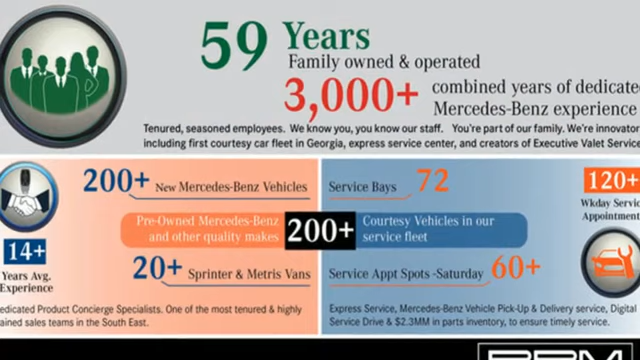 59 Years
Family owned & operated
3,000+ combined years of dedicated
Mercedes-Benz experience
Tenured, seasoned employees. We know you, you know our staff. You're part of our family. We're innovator
including first courtesy car fleet in Georgia, express service center, and creators of Executive Valet Service
200+ New Mercedes-Benz Vehicles
Service Bays 72
120+
Wkday Servic
Appointment
Pre-Owned Mercedes-Benz
and other quality makes
200+
Courtesy Vehicles in our
service fleet
14+
Years Avg.
Experience
20+ Sprinter & Metris Vans
Service Appt Spots -Saturday 60+
edicated Product Concierge Specialists. One of the most tenured & highly
ained sales teams in the South East.
Express Service, Mercedes-Benz Vehicle Pick-Up & Delivery service, Digital
Service Drive & $2.3MM in parts inventory, to ensure timely service.